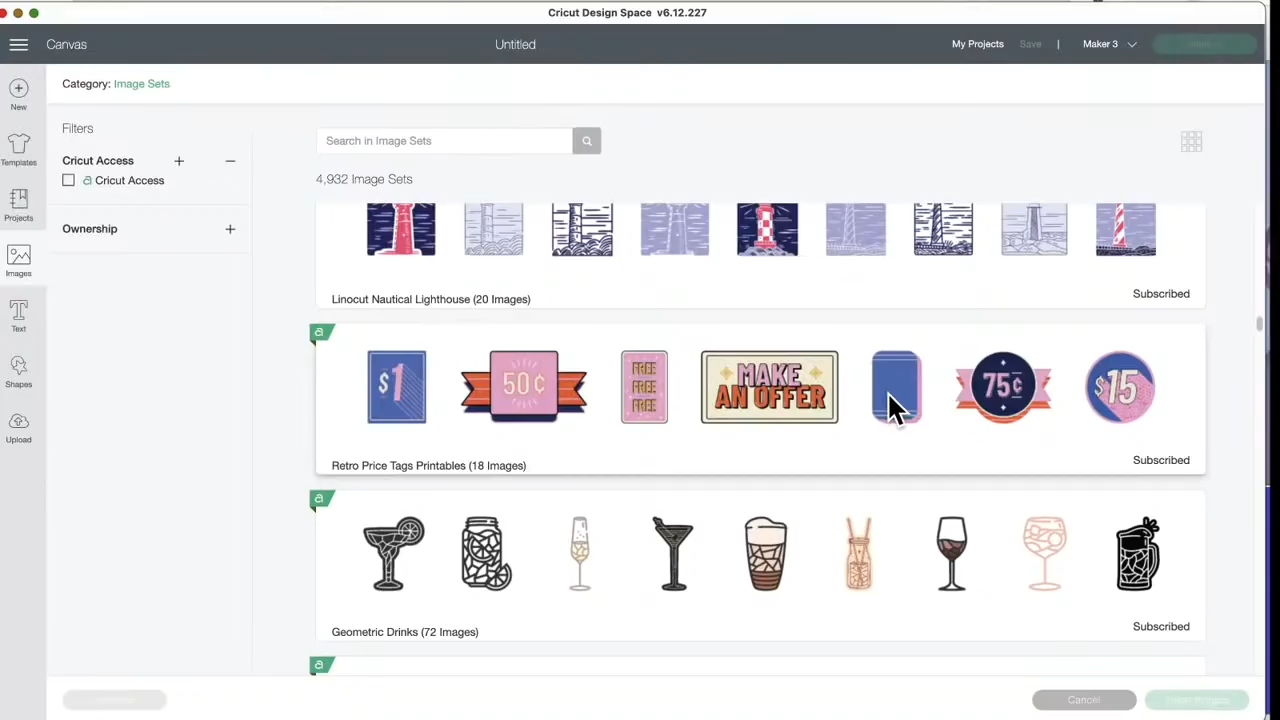 Cricut Design Space v6.12.227
Canvas
Untitled
My Projects
Save
|
Maker 3
New
Templates
Projects
Images
Text
Shapes
Upload
Category: Image Sets
Filters
Cricut Access + −
Cricut Access
Ownership +
Search in Image Sets
4,932 Image Sets
Linocut Nautical Lighthouse (20 Images)
Subscribed
$1
50¢
FREE
FREE
FREE
MAKE
AN OFFER
75¢
$15
Retro Price Tags Printables (18 Images)
Subscribed
Geometric Drinks (72 Images)
Subscribed
Cancel